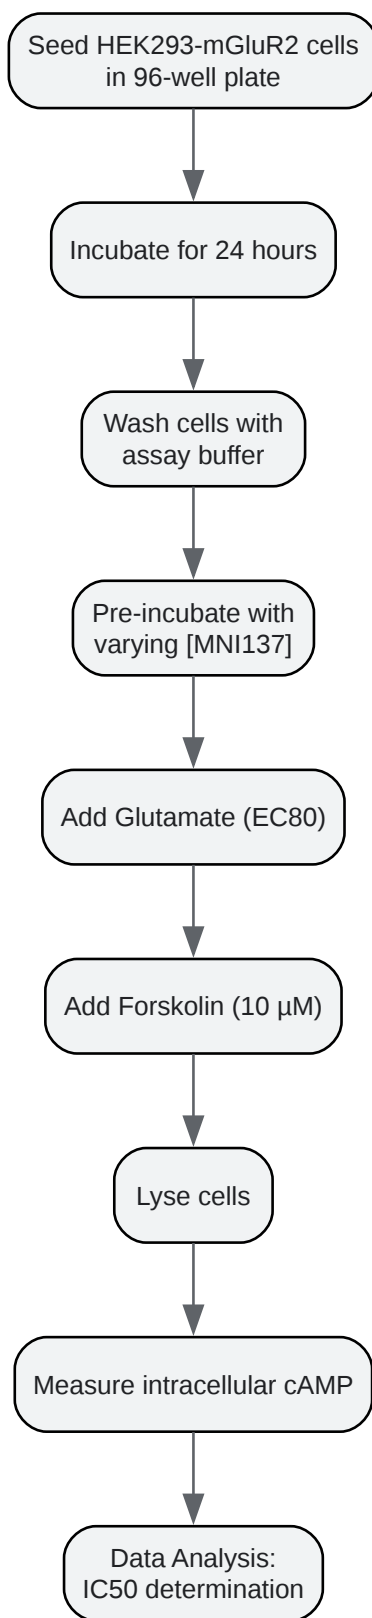 Seed HEK293-mGluR2 cells
in 96-well plate
Incubate for 24 hours
Wash cells with
assay buffer
Pre-incubate with
varying [MNI137]
Add Glutamate (EC80)
Add Forskolin (10 µM)
Lyse cells
Measure intracellular cAMP
Data Analysis:
IC50 determination